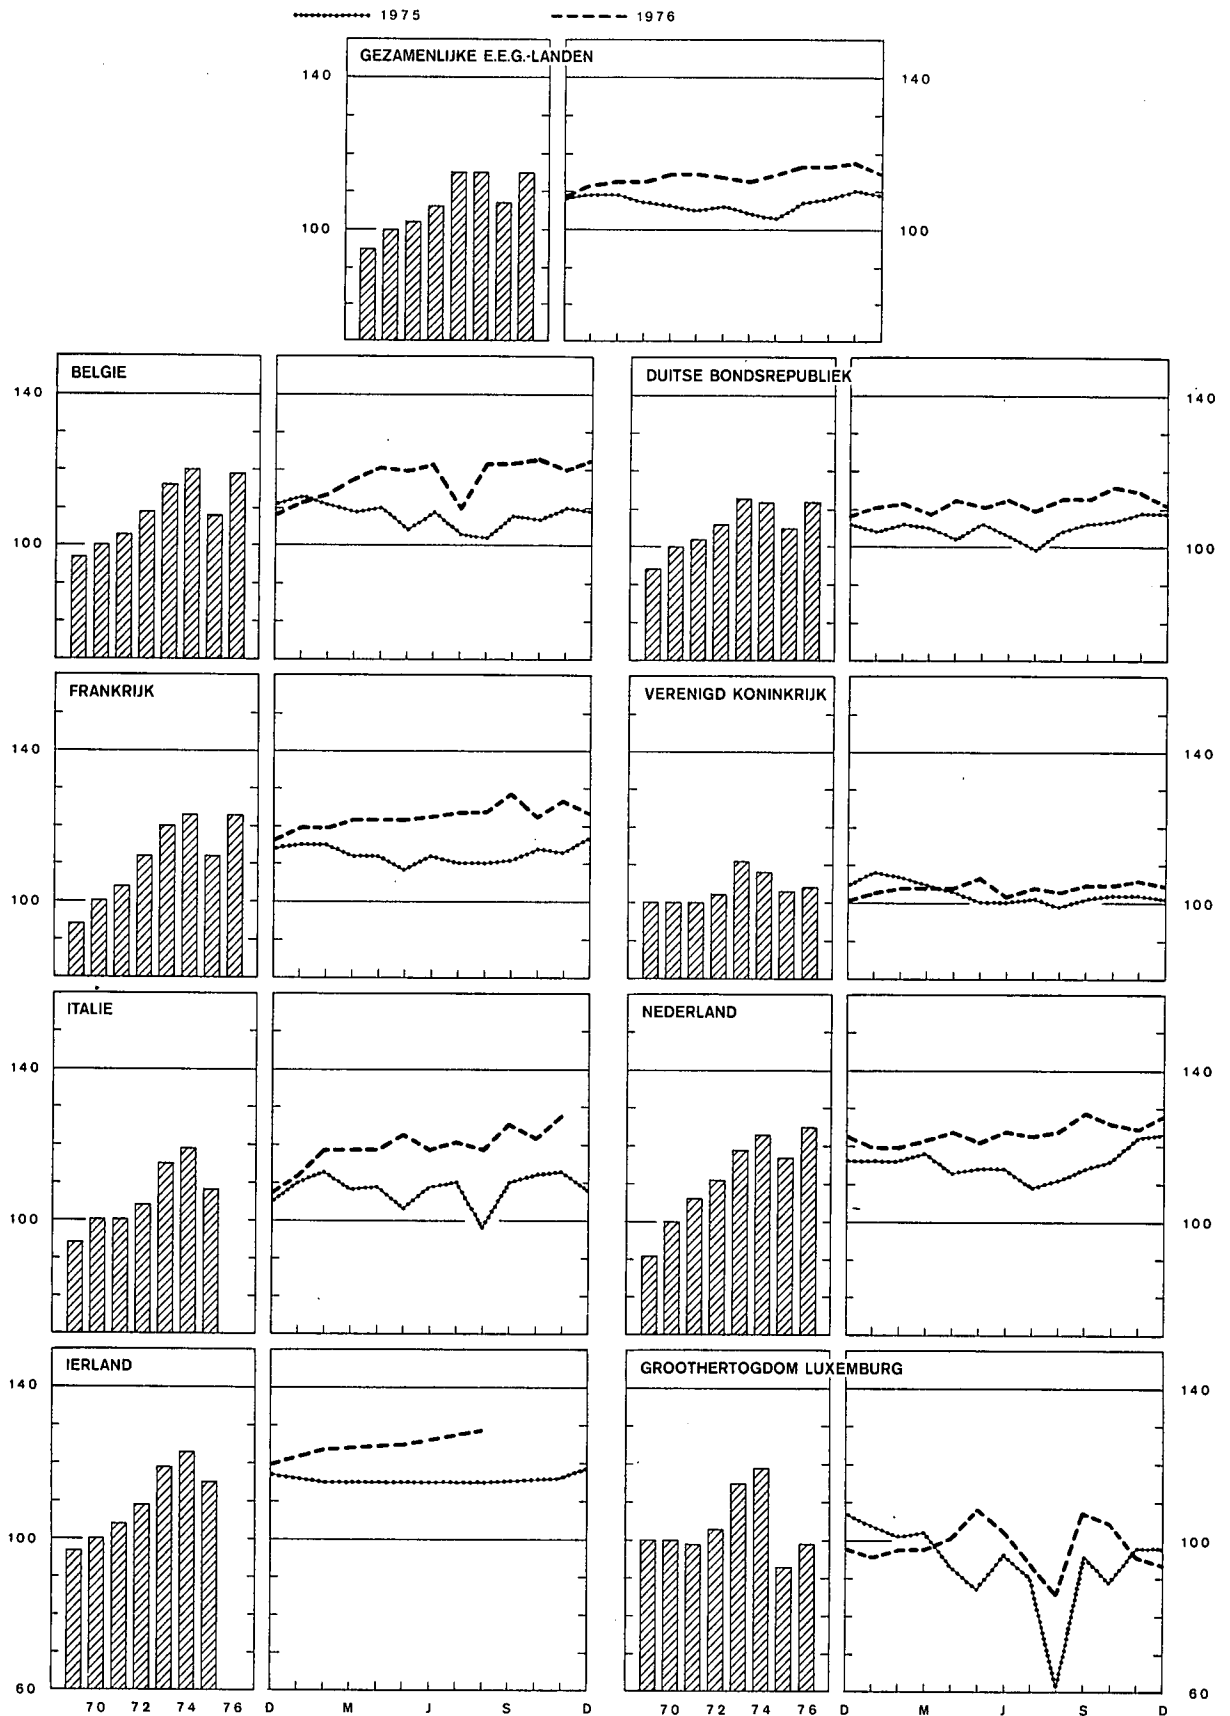 1975 1976
GEZAMENLIJKE E.E.G.-LANDEN
140 140
100 100
BELGIE DUITSE BONDSREPUBLIEK
140 140
100 100
FRANKRIJK VERENIGD KONINKRIJK
140 140
100 100
ITALIE NEDERLAND
140 140
100 100
IERLAND GROOTHERTOGDOM LUXEMBURG
140 140
100 100
60 60
70 72 74 76 D M J S D 70 72 74 76 D M J S D